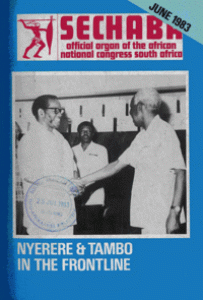 JUNE 1983
SECHABA
official organ of the african
national congress south africa
NYERERE & TAMBO
IN THE FRONTLINE